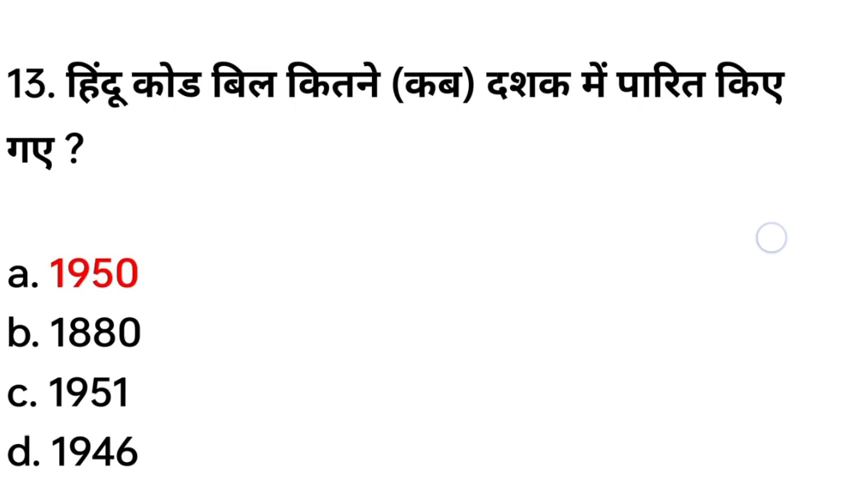 13. हिंदू कोड बिल कितने (कब) दशक में पारित किए
गए ?
a. 1950
b. 1880
c. 1951
d. 1946